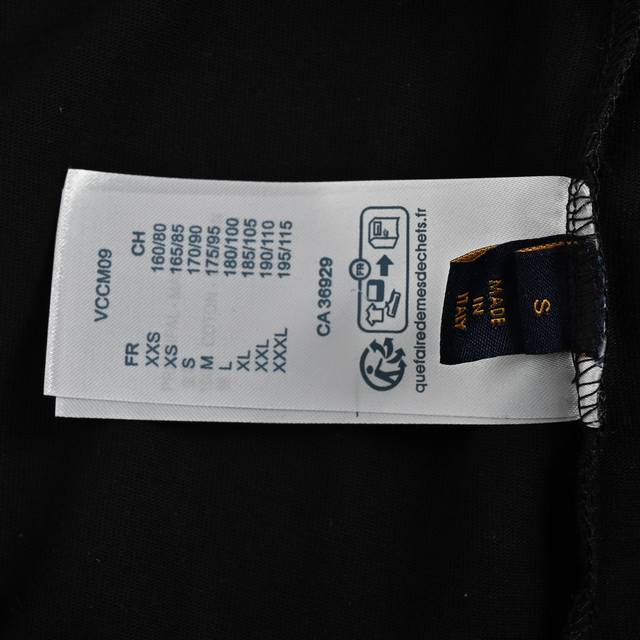 VCCM09
FR CH
XXS 160/80
XS 165/85
S 170/90
M 175/95
L 180/100
XL 185/105
XXL 190/110
XXXL 195/115
CA 36929
FR
quefairedemesdechets.fr
S
MADE
IN
ITALY